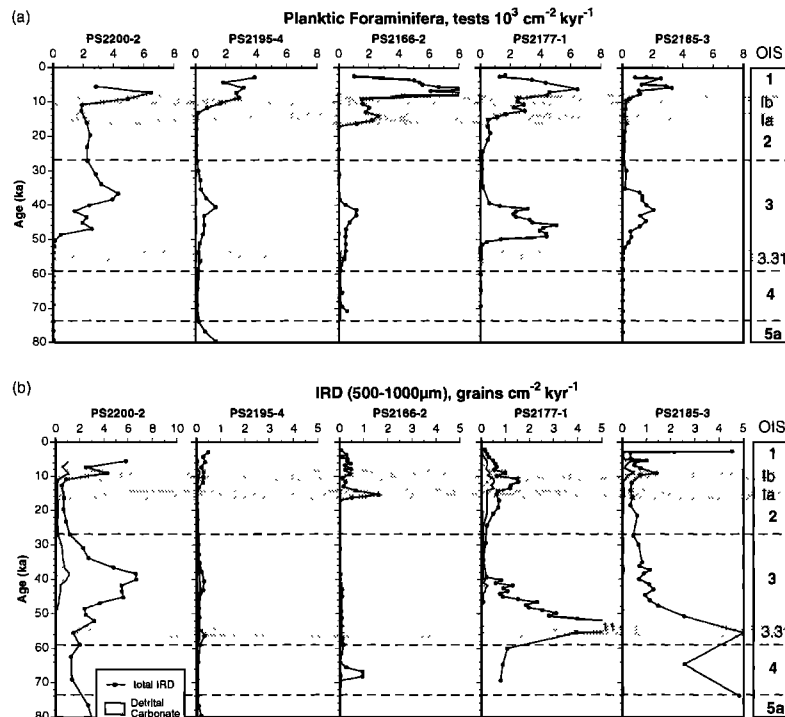 (a)
Planktic Foraminifera, tests 10³ cm⁻² kyr⁻¹
PS2200-2 PS2195-4 PS2166-2 PS2177-1 PS2185-3 OIS
0 2 4 6 8 0 2 4 6 8 0 2 4 6 8 0 2 4 6 8 0 2 4 6 8
Age (ka)
0
10
20
30
40
50
60
70
80
1
Ib
Ia
2
3
3.31
4
5a
(b)
IRD (500-1000µm), grains cm⁻² kyr⁻¹
PS2200-2 PS2195-4 PS2166-2 PS2177-1 PS2185-3 OIS
0 2 4 6 8 10 0 1 2 3 4 5 0 1 2 3 4 5 0 1 2 3 4 5 0 1 2 3 4 5
Age (ka)
0
10
20
30
40
50
60
70
80
1
Ib
Ia
2
3
3.31
4
5a
total IRD
Detrital
Carbonate